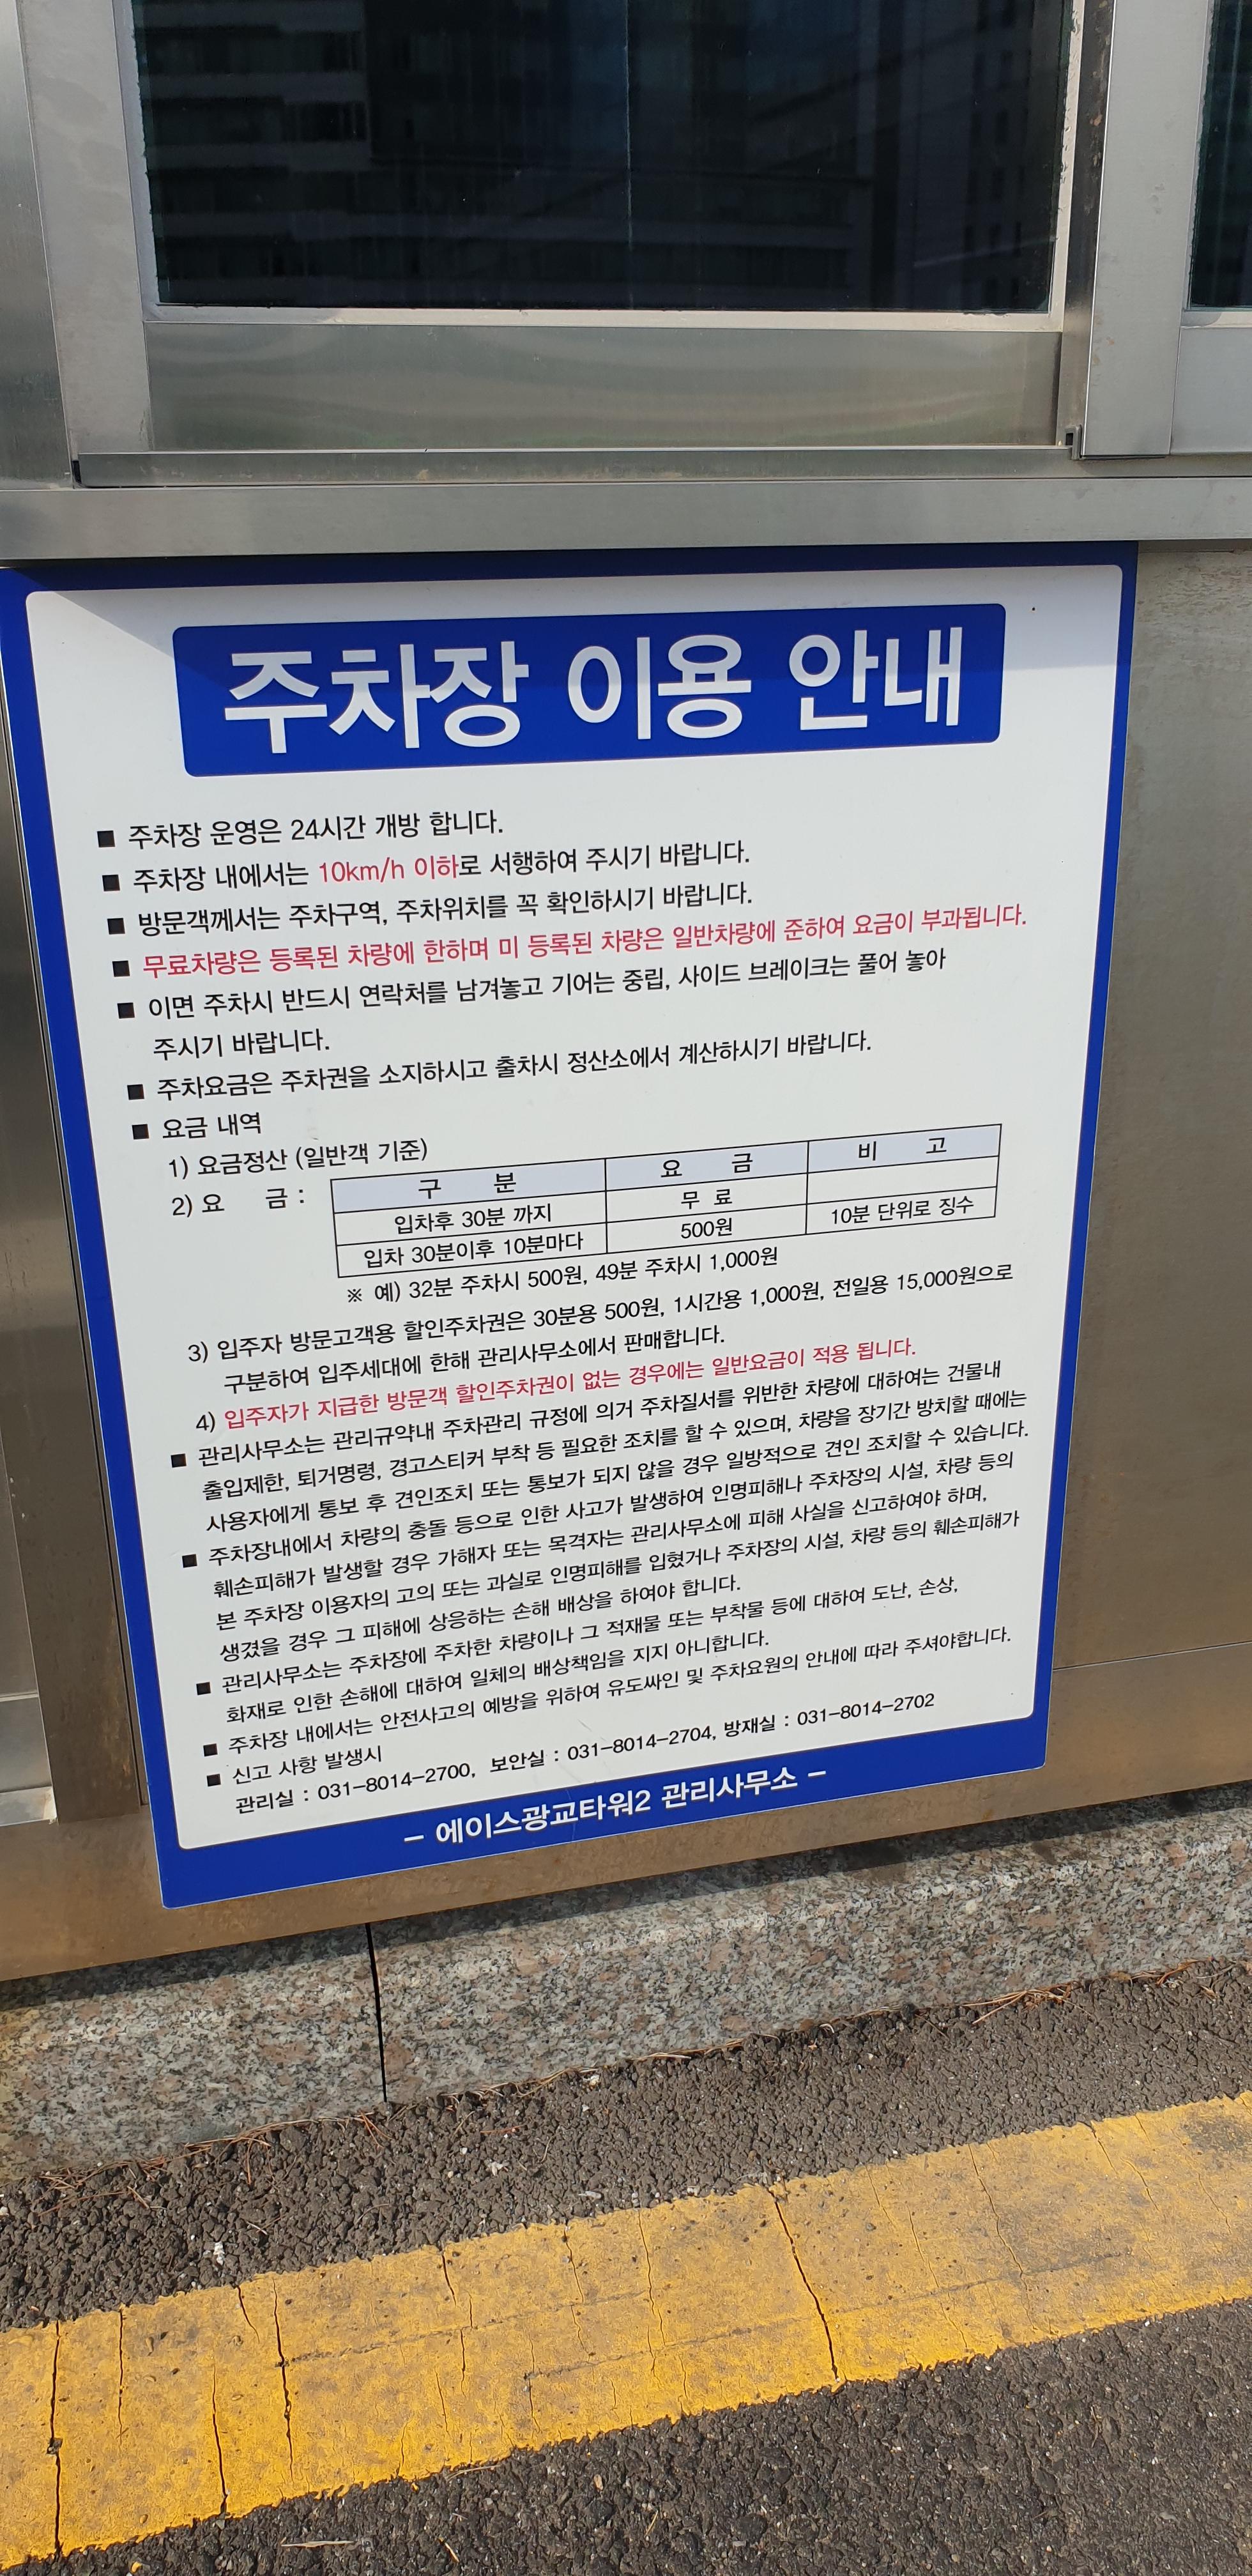 주차장 이용 안내
■ 주차장 운영은 24시간 개방 합니다.
■ 주차장 내에서는 10km/h 이하로 서행하여 주시기 바랍니다.
■ 방문객께서는 주차구역, 주차위치를 꼭 확인하시기 바랍니다.
■ 무료차량은 등록된 차량에 한하며 미 등록된 차량은 일반차량에 준하여 요금이 부과됩니다.
■ 이면 주차시 반드시 연락처를 남겨놓고 기어는 중립, 사이드 브레이크는 풀어 놓아
주시기 바랍니다.
■ 주차요금은 주차권을 소지하시고 출차시 정산소에서 계산하시기 바랍니다.
■ 요금 내역
1) 요금정산 (일반객 기준)
2) 요 금 : 구 분 요 금 비 고
입차후 30분 까지 무 료
입차 30분이후 10분마다 500원 10분 단위로 징수
※ 예) 32분 주차시 500원, 49분 주차시 1,000원
3) 입주자 방문고객용 할인주차권은 30분용 500원, 1시간용 1,000원, 전일용 15,000원으로
구분하여 입주세대에 한해 관리사무소에서 판매합니다.
4) 입주자가 지급한 방문객 할인주차권이 없는 경우에는 일반요금이 적용 됩니다.
■ 관리사무소는 관리규약내 주차관리 규정에 의거 주차질서를 위반한 차량에 대하여는 건물내
출입제한, 퇴거명령, 경고스티커 부착 등 필요한 조치를 할 수 있으며, 차량을 장기간 방치할 때에는
사용자에게 통보 후 견인조치 또는 통보가 되지 않을 경우 일방적으로 견인 조치할 수 있습니다.
■ 주차장내에서 차량의 충돌 등으로 인한 사고가 발생하여 인명피해나 주차장의 시설, 차량 등의
훼손피해가 발생할 경우 가해자 또는 목격자는 관리사무소에 피해 사실을 신고하여야 하며,
본 주차장 이용자의 고의 또는 과실로 인명피해를 입혔거나 주차장의 시설, 차량 등의 훼손피해가
생겼을 경우 그 피해에 상응하는 손해 배상을 하여야 합니다.
■ 관리사무소는 주차장에 주차한 차량이나 그 적재물 또는 부착물 등에 대하여 도난, 손상,
화재로 인한 손해에 대하여 일체의 배상책임을 지지 아니합니다.
■ 주차장 내에서는 안전사고의 예방을 위하여 유도싸인 및 주차요원의 안내에 따라 주셔야합니다.
■ 신고 사항 발생시
관리실 : 031-8014-2700, 보안실 : 031-8014-2704, 방재실 : 031-8014-2702
- 에이스광교타워2 관리사무소 -